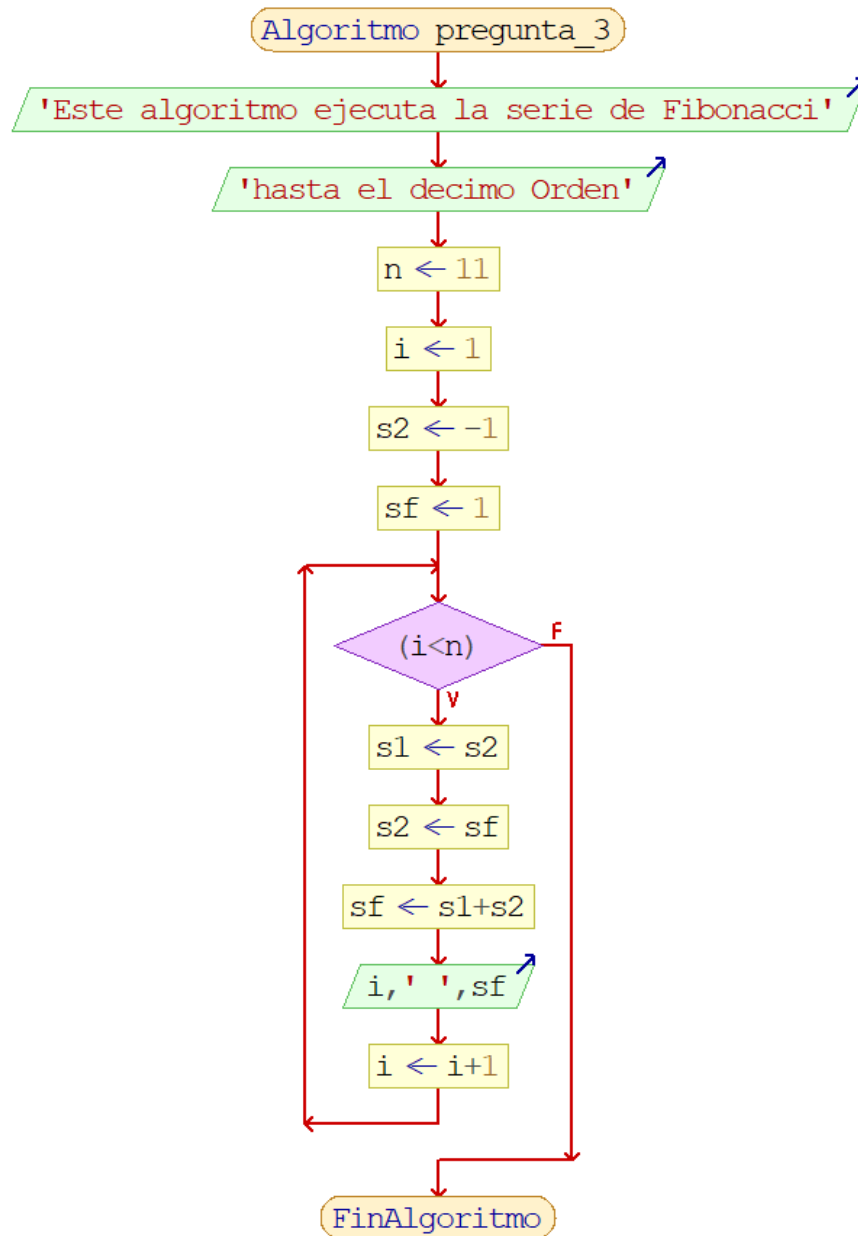 Algoritmo pregunta_3
'Este algoritmo ejecuta la serie de Fibonacci'
'hasta el decimo Orden'
n ← 11
i ← 1
s2 ← -1
sf ← 1
(i<n)
F
V
s1 ← s2
s2 ← sf
sf ← s1+s2
i,' ',sf
i ← i+1
FinAlgoritmo